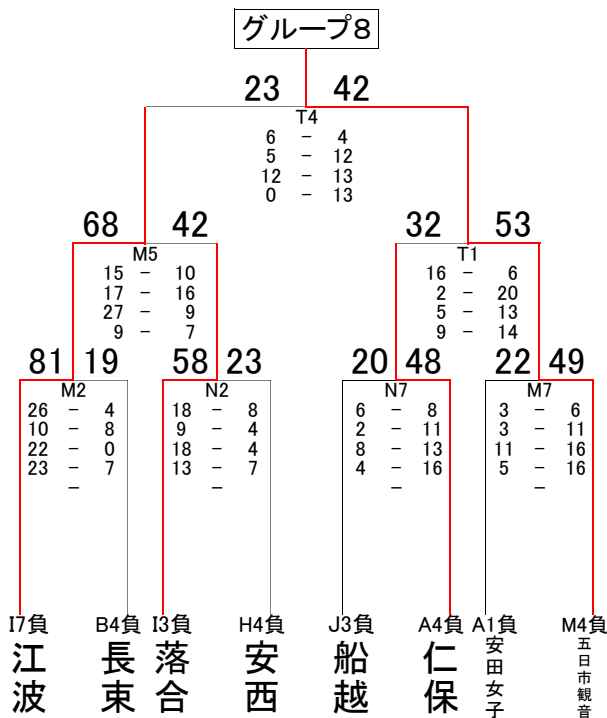 グループ8
23 42
T4
6 - 4
5 - 12
12 - 13
0 - 13
68 42 32 53
M5 T1
15 - 10 16 - 6
17 - 16 2 - 20
27 - 9 5 - 13
9 - 7 9 - 14
81 19 58 23 20 48 22 49
M2 N2 N7 M7
26 - 4 18 - 8 6 - 8 3 - 6
10 - 8 9 - 4 2 - 11 3 - 11
22 - 0 18 - 4 8 - 13 11 - 16
23 - 7 13 - 7 4 - 16 5 - 16
- - - -
I7負 B4負 I3負 H4負 J3負 A4負 A1負 M4負
江波 長束 落合 安西 船越 仁保 安田女子 五日市観音